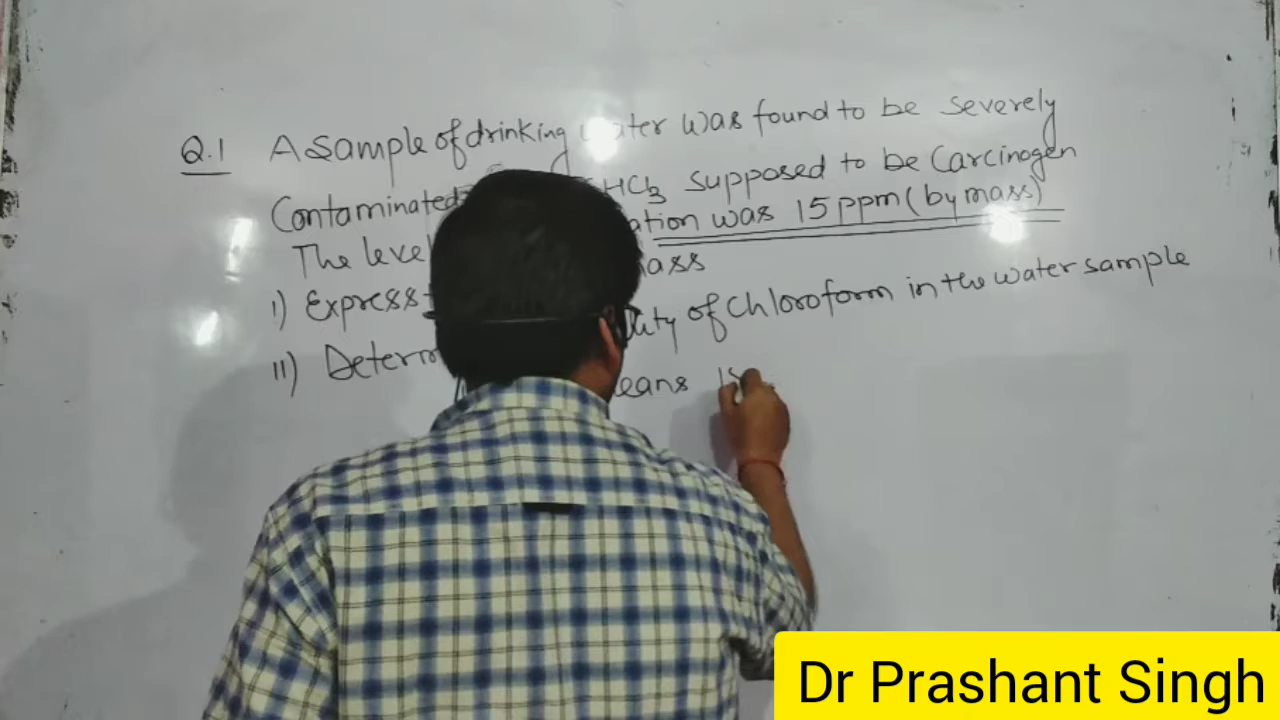 Q.1 A Sample of drinking water was found to be severely
Contaminated CHCl3 supposed to be Carcinogen
The level ation was 15 ppm (by mass)
i) Express ass
ii) Determ ity of Chloroform in the water sample
eans 15
Dr Prashant Singh